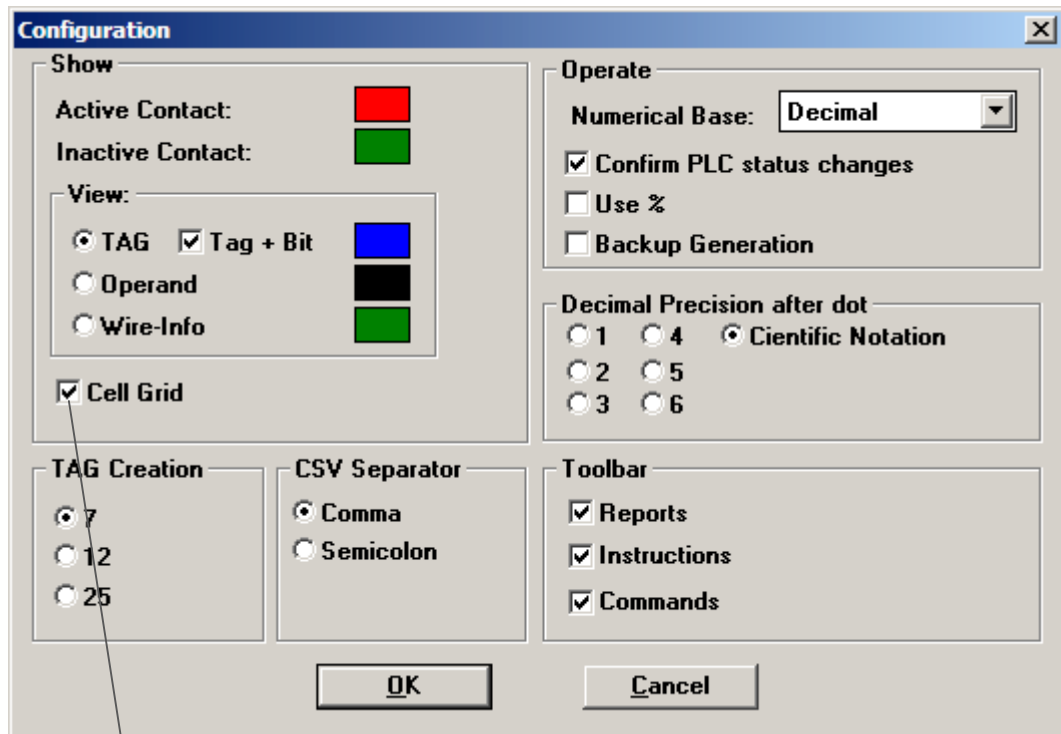 Configuration
Show
Active Contact:
Inactive Contact:
View:
TAG Tag + Bit
Operand
Wire-Info
Cell Grid
Operate
Numerical Base: Decimal
Confirm PLC status changes
Use %
Backup Generation
Decimal Precision after dot
1 4 Cientific Notation
2 5
3 6
TAG Creation
7
12
25
CSV Separator
Comma
Semicolon
Toolbar
Reports
Instructions
Commands
OK Cancel